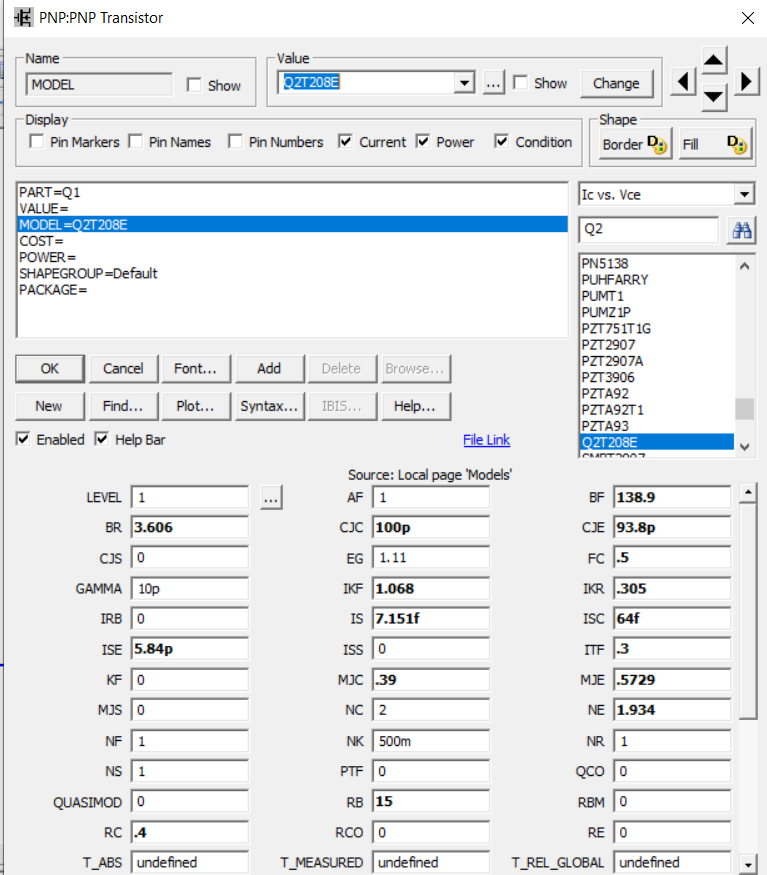 PNP:PNP Transistor
Name
MODEL
Show
Value
Q2T208E
...
Show
Change
Display
Pin Markers
Pin Names
Pin Numbers
Current
Power
Condition
Shape
Border
Fill
PART=Q1
VALUE=
MODEL=Q2T208E
COST=
POWER=
SHAPEGROUP=Default
PACKAGE=
Ic vs. Vce
Q2
PN5138
PUHFARRY
PUMT1
PUMZ1P
PZT751T1G
PZT2907
PZT2907A
PZT3906
PZTA92
PZTA92T1
PZTA93
Q2T208E
OK
Cancel
Font...
Add
Delete
Browse...
New
Find...
Plot...
Syntax...
IBIS...
Help...
Enabled
Help Bar
File Link
Source: Local page 'Models'
LEVEL 1 ... AF 1 BF 138.9
BR 3.606 CJC 100p CJE 93.8p
CJS 0 EG 1.11 FC .5
GAMMA 10p IKF 1.068 IKR .305
IRB 0 IS 7.151f ISC 64f
ISE 5.84p ISS 0 ITF .3
KF 0 MJC .39 MJE .5729
MJS 0 NC 2 NE 1.934
NF 1 NK 500m NR 1
NS 1 PTF 0 QCO 0
QUASIMOD 0 RB 15 RBM 0
RC .4 RCO 0 RE 0
T_ABS undefined T_MEASURED undefined T_REL_GLOBAL undefined